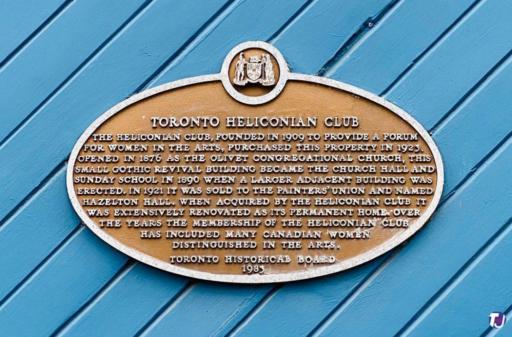 TORONTO HELICONIAN CLUB
THE HELICONIAN CLUB, FOUNDED IN 1909 TO PROVIDE A FORUM
FOR WOMEN IN THE ARTS, PURCHASED THIS PROPERTY IN 1923.
OPENED IN 1876 AS THE OLIVET CONGREGATIONAL CHURCH, THIS
SMALL GOTHIC REVIVAL BUILDING BECAME THE CHURCH HALL AND
SUNDAY SCHOOL IN 1890 WHEN A LARGER ADJACENT BUILDING WAS
ERECTED. IN 1921 IT WAS SOLD TO THE PAINTERS' UNION AND NAMED
HAZELTON HALL. WHEN ACQUIRED BY THE HELICONIAN CLUB IT
WAS EXTENSIVELY RENOVATED AS ITS PERMANENT HOME. OVER
THE YEARS THE MEMBERSHIP OF THE HELICONIAN CLUB
HAS INCLUDED MANY CANADIAN WOMEN
DISTINGUISHED IN THE ARTS.
TORONTO HISTORICAL BOARD
1983
TJ